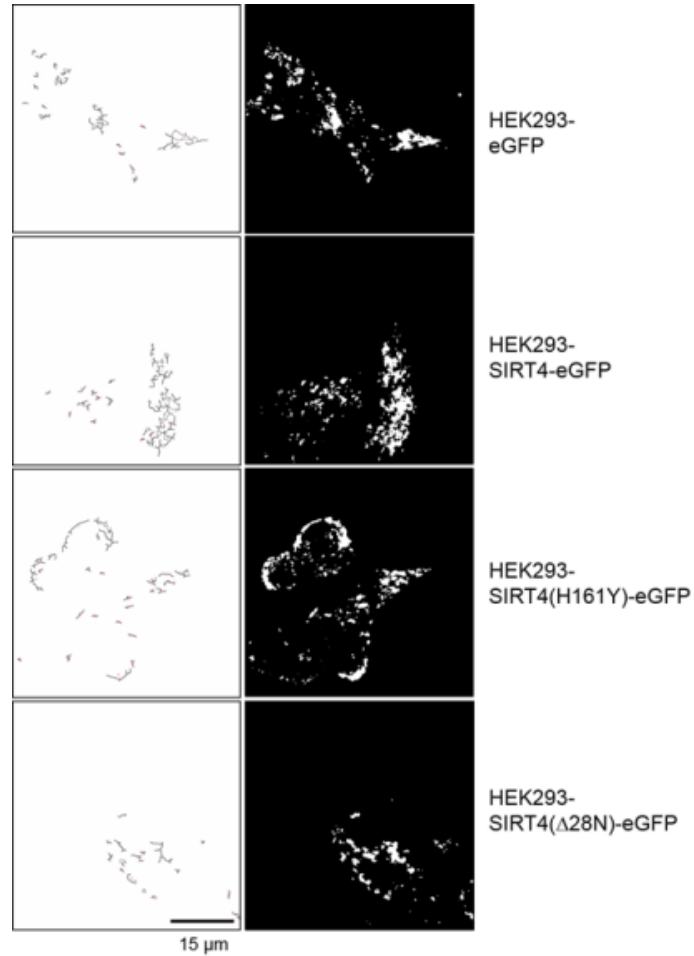 HEK293-
eGFP
HEK293-
SIRT4-eGFP
HEK293-
SIRT4(H161Y)-eGFP
HEK293-
SIRT4(Δ28N)-eGFP
15 µm